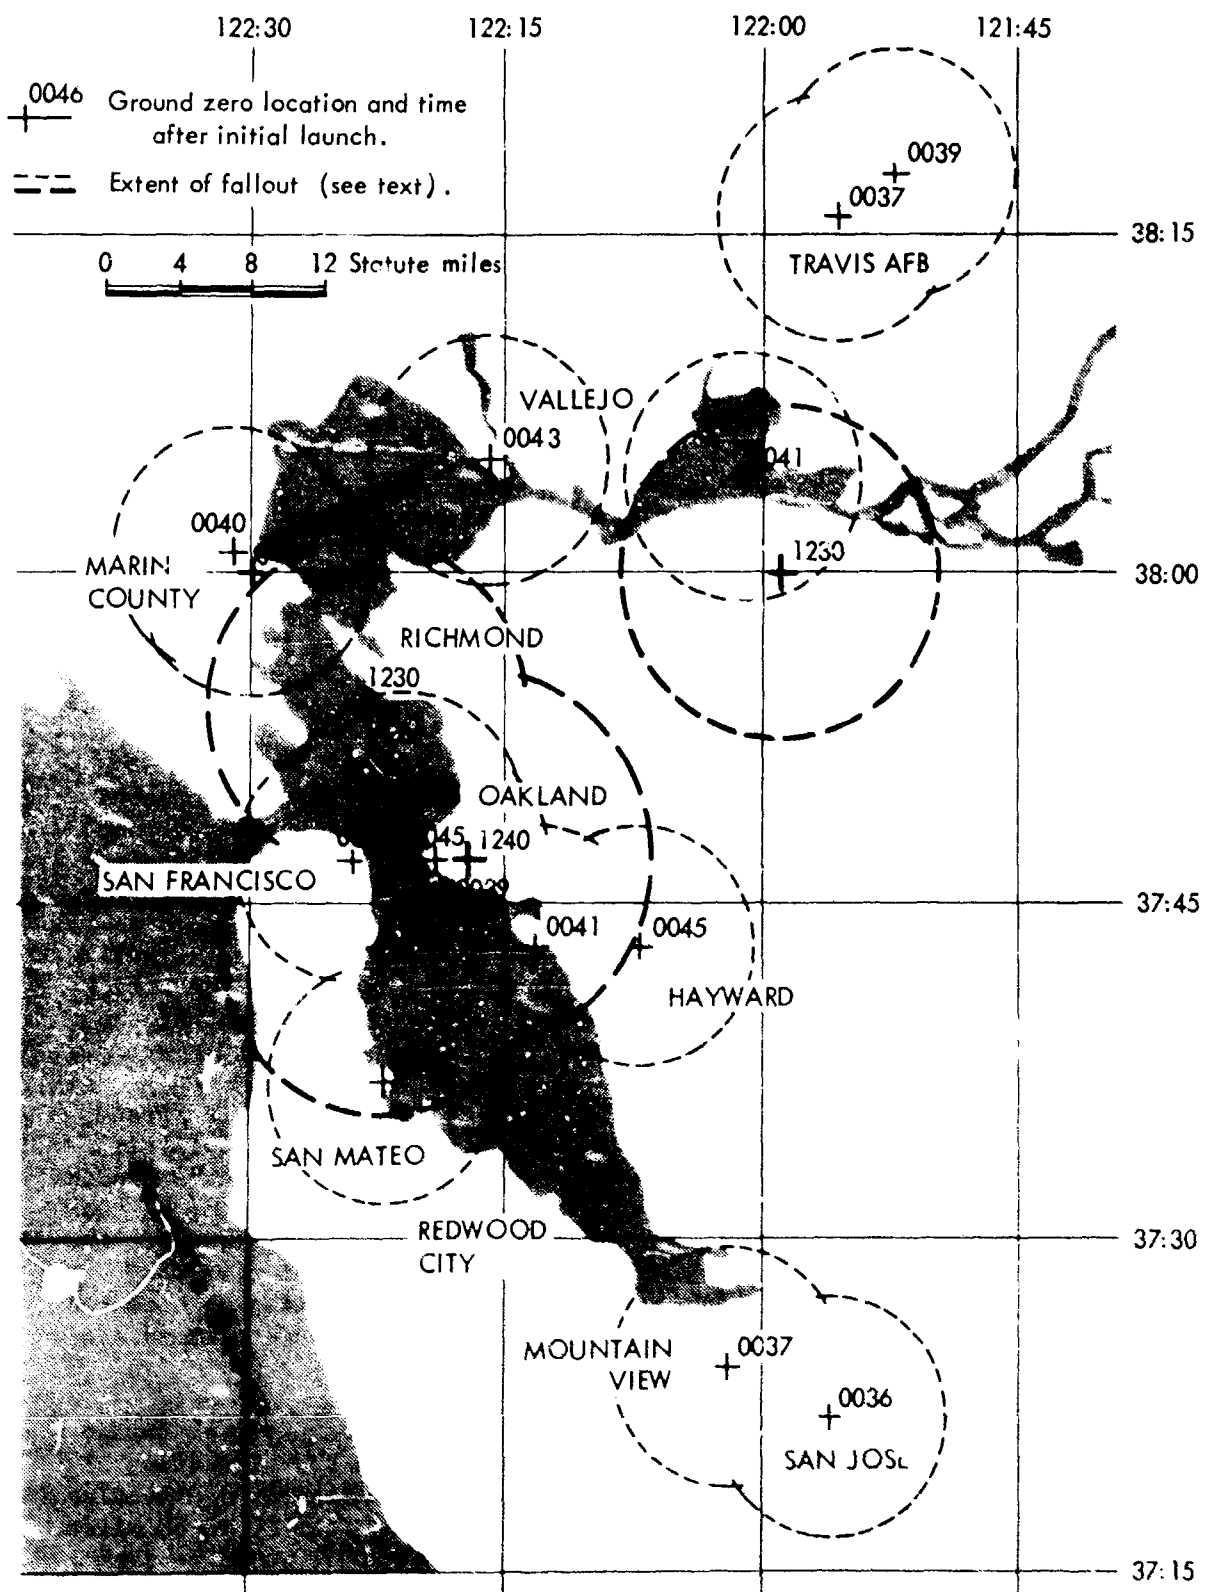 122:30 122:15 122:00 121:45
0046 Ground zero location and time
after initial launch.
Extent of fallout (see text).
0039
0037
38:15
0 4 8 12 Statute miles
TRAVIS AFB
VALLEJO
0043
041
0040
1230
MARIN
COUNTY
38:00
RICHMOND
1230
OAKLAND
045 1240
SAN FRANCISCO
37:45
0041 0045
HAYWARD
SAN MATEO
REDWOOD
CITY
37:30
MOUNTAIN
VIEW
0037
0036
SAN JOSE
37:15